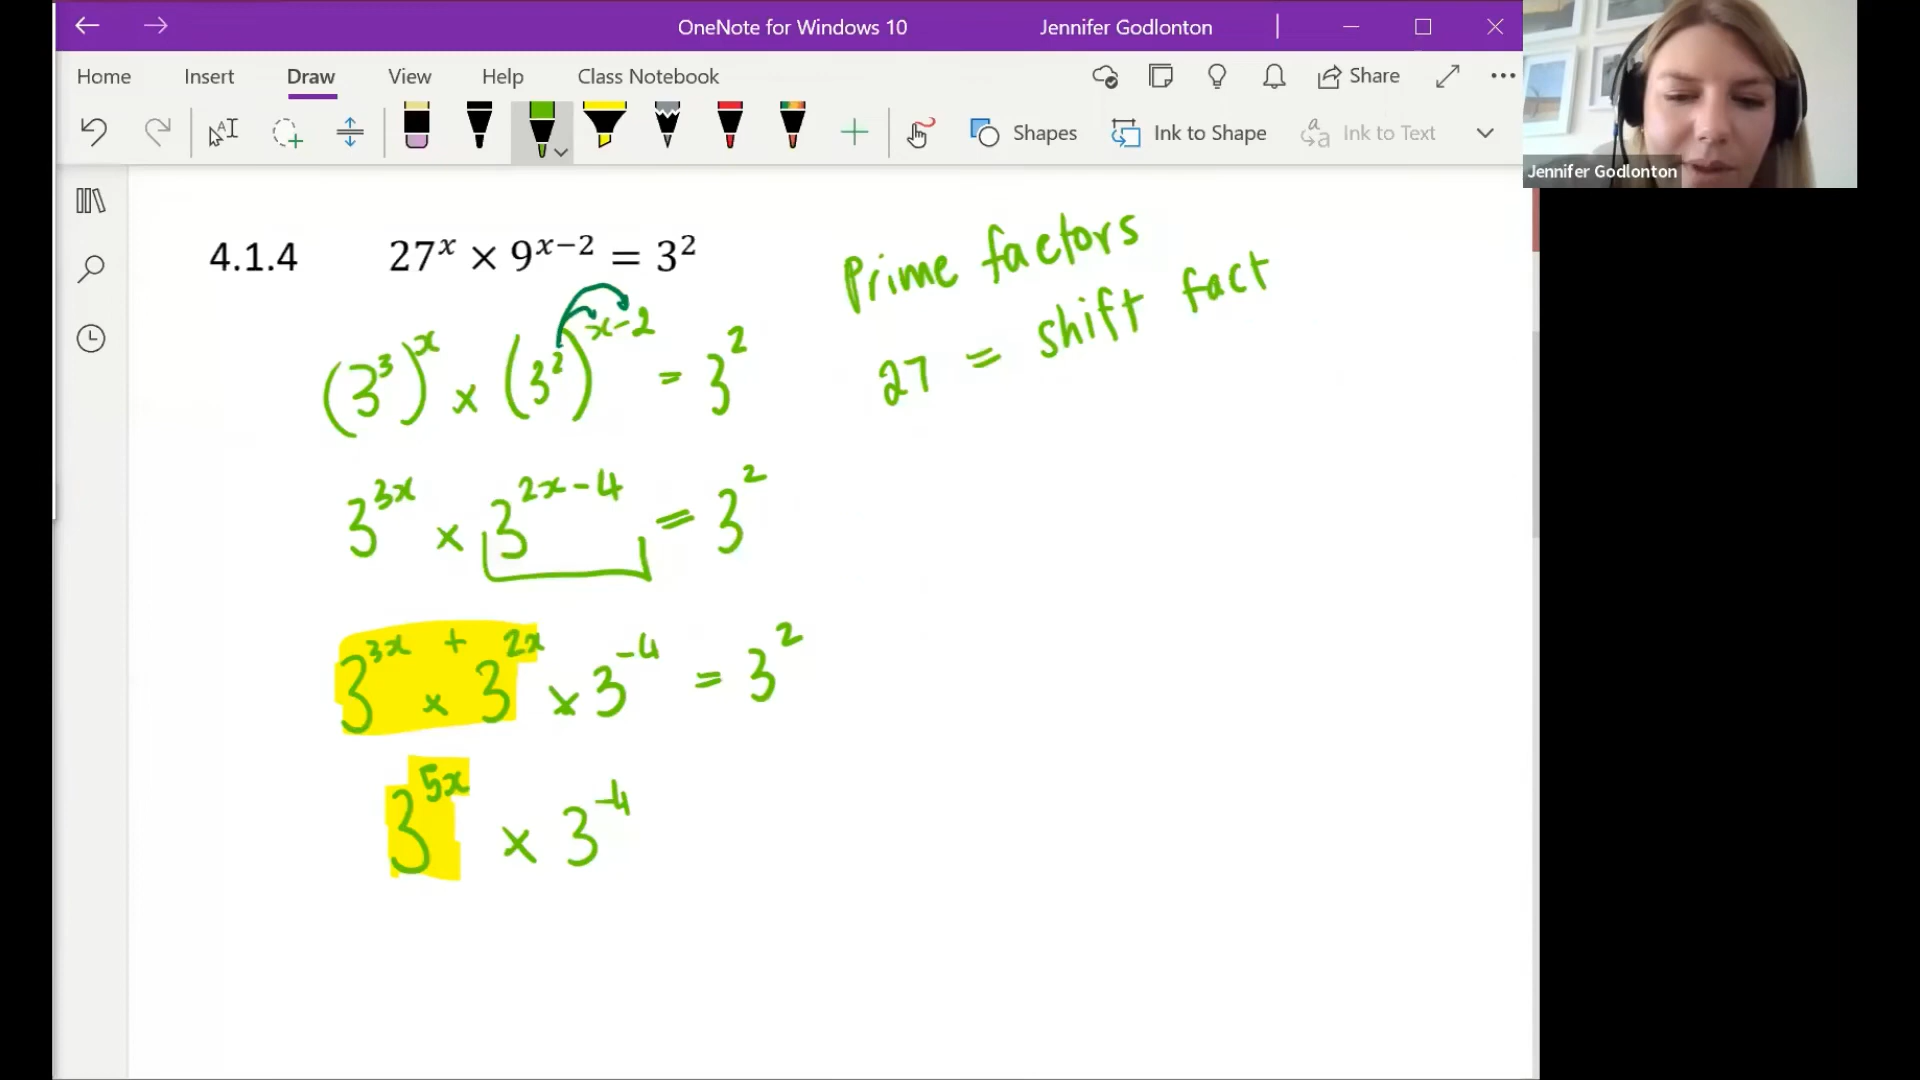 OneNote for Windows 10
Jennifer Godlonton
Home Insert Draw View Help Class Notebook Share
Shapes Ink to Shape Ink to Text
Jennifer Godlonton
4.1.4 27^x × 9^(x−2) = 3^2
Prime factors
27 = shift fact
(3^3)^x × (3^2)^(x-2) = 3^2
3^(3x) × 3^(2x-4) = 3^2
3^(3x) + × 3^(2x) × 3^(-4) = 3^2
3^(5x) × 3^(-4)